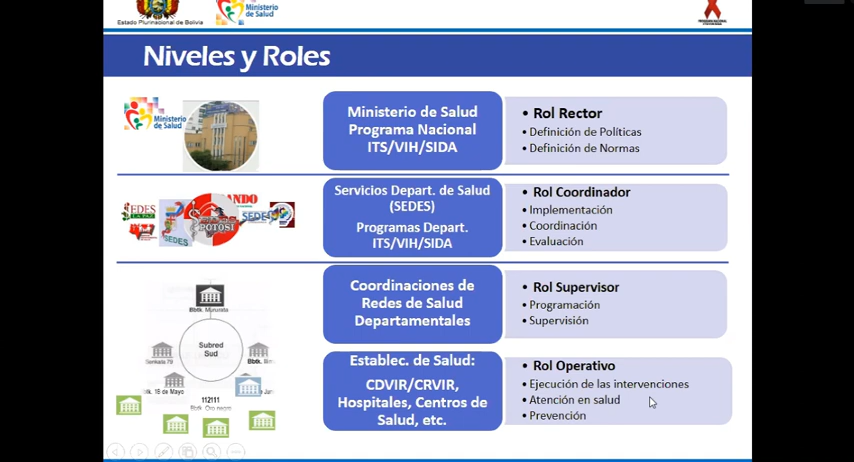 Estado Plurinacional de Bolivia
Ministerio
de Salud
Niveles y Roles
Ministerio
de Salud
Ministerio de Salud
Programa Nacional
ITS/VIH/SIDA
• Rol Rector
• Definición de Políticas
• Definición de Normas
SEDES
LA PAZ
SEDES
POTOSI
SEDES
Servicios Depart. de Salud
(SEDES)
Programas Depart.
ITS/VIH/SIDA
• Rol Coordinador
• Implementación
• Coordinación
• Evaluación
Subred
Sud
112111
Coordinaciones de
Redes de Salud
Departamentales
• Rol Supervisor
• Programación
• Supervisión
Establec. de Salud:
CDVIR/CRVIR,
Hospitales, Centros de
Salud, etc.
• Rol Operativo
• Ejecución de las intervenciones
• Atención en salud
• Prevención